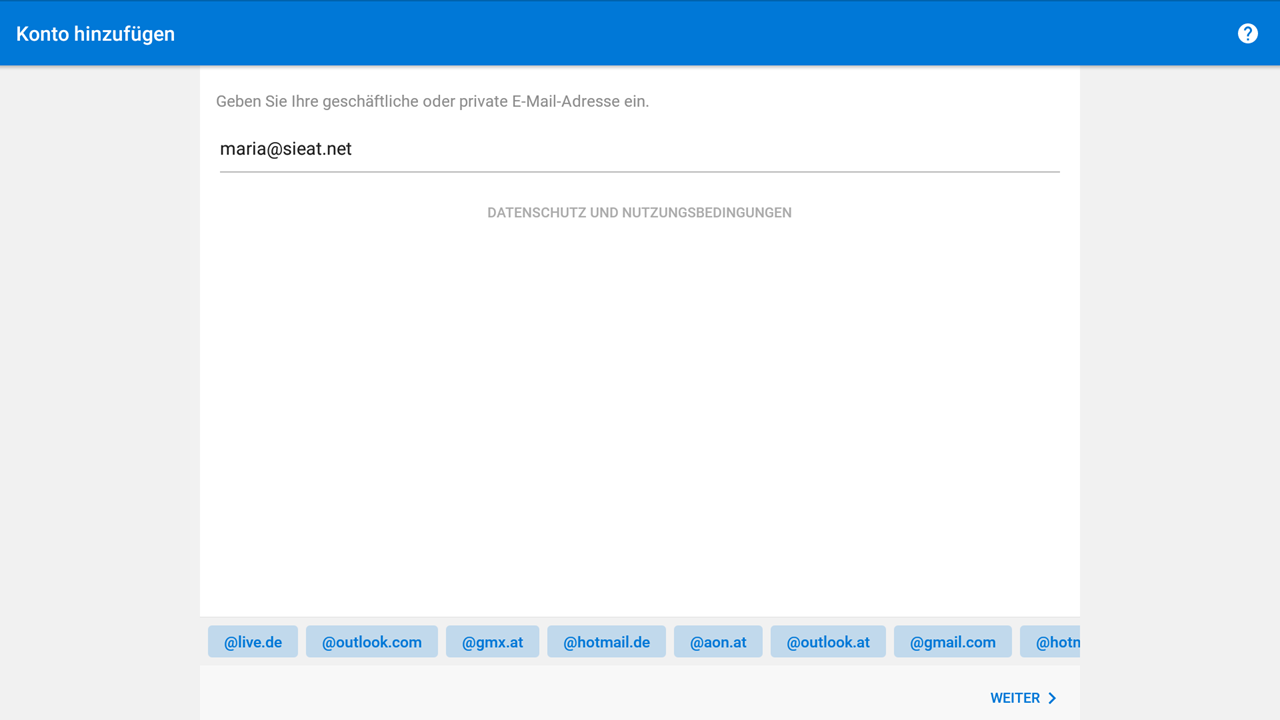 Konto hinzufügen
Geben Sie Ihre geschäftliche oder private E-Mail-Adresse ein.
maria@sieat.net
DATENSCHUTZ UND NUTZUNGSBEDINGUNGEN
@live.de @outlook.com @gmx.at @hotmail.de @aon.at @outlook.at @gmail.com @hotn
WEITER